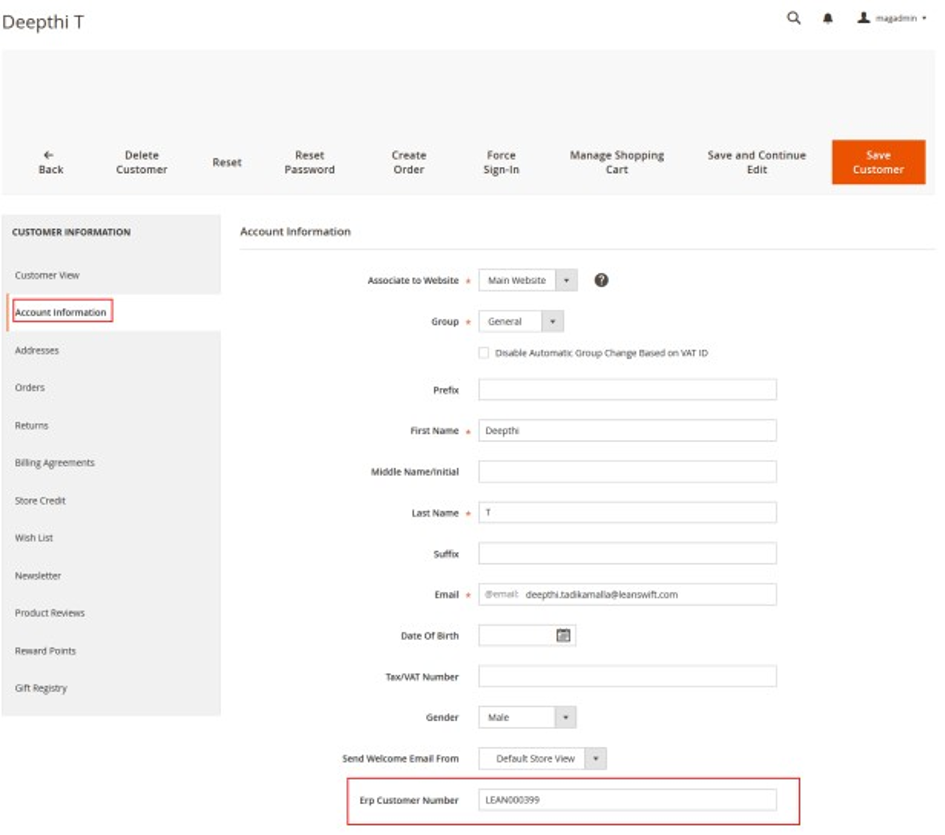 Deepthi T
magadmin
Back
Delete Customer
Reset
Reset Password
Create Order
Force Sign-In
Manage Shopping Cart
Save and Continue Edit
Save Customer
CUSTOMER INFORMATION
Customer View
Account Information
Addresses
Orders
Returns
Billing Agreements
Store Credit
Wish List
Newsletter
Product Reviews
Reward Points
Gift Registry
Account Information
Associate to Website * Main Website ?
Group * General
Disable Automatic Group Change Based on VAT ID
Prefix
First Name * Deepthi
Middle Name/Initial
Last Name * T
Suffix
Email * @email: deepthi.tadikamalla@leanswift.com
Date Of Birth
Tax/VAT Number
Gender Male
Send Welcome Email From Default Store View
Erp Customer Number LEAN000399